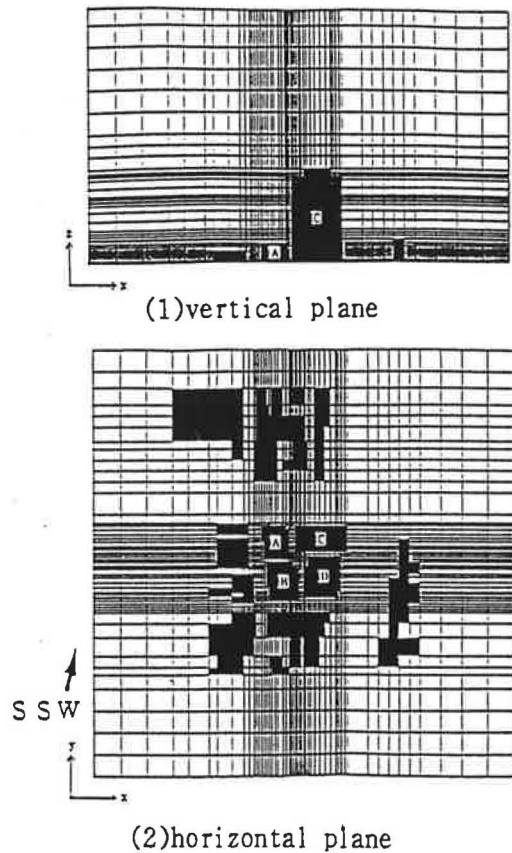 C
A
z
x
(1)vertical plane
A
C
B
D
SSW
y
x
(2)horizontal plane